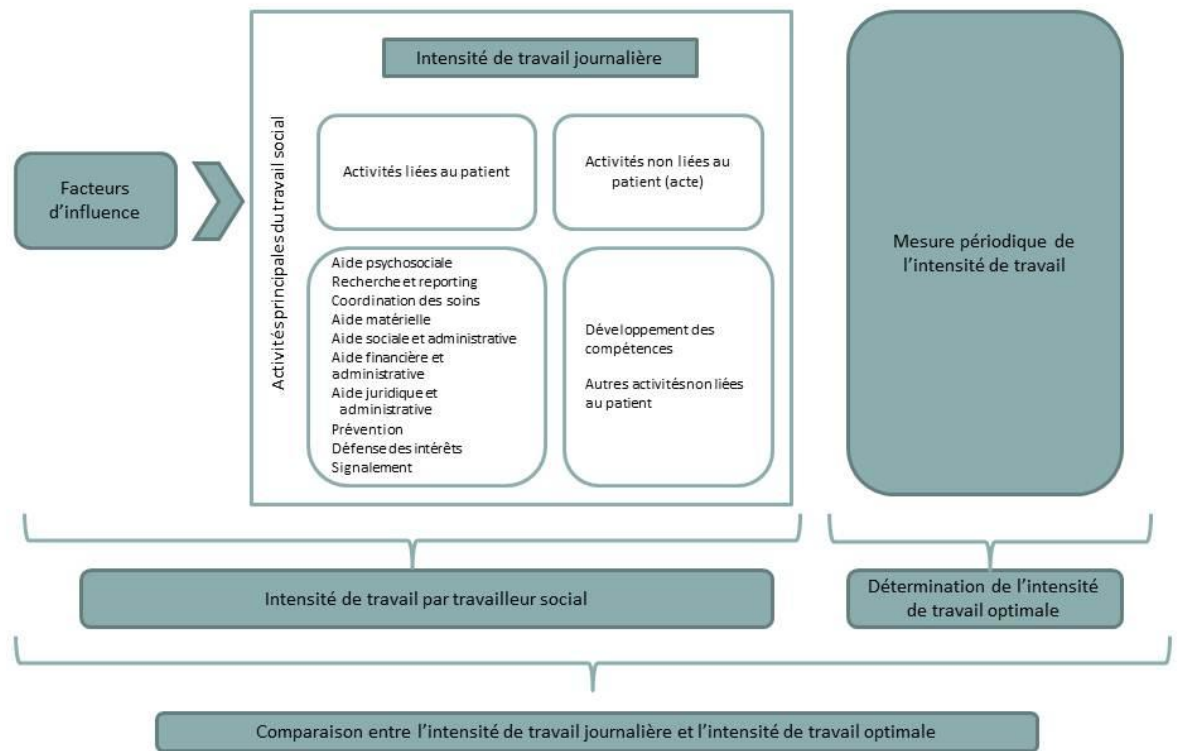 Intensité de travail journalière
Facteurs
d'influence
Activités principales du travail social
Activités liées au patient
Activités non liées au
patient (acte)
Aide psychosociale
Recherche et reporting
Coordination des soins
Aide matérielle
Aide sociale et administrative
Aide financière et
administrative
Aide juridique et
administrative
Prévention
Défense des intérêts
Signalement
Développement des
compétences
Autres activités non liées
au patient
Mesure périodique de
l'intensité de travail
Intensité de travail par travailleur social
Détermination de l'intensité
de travail optimale
Comparaison entre l'intensité de travail journalière et l'intensité de travail optimale